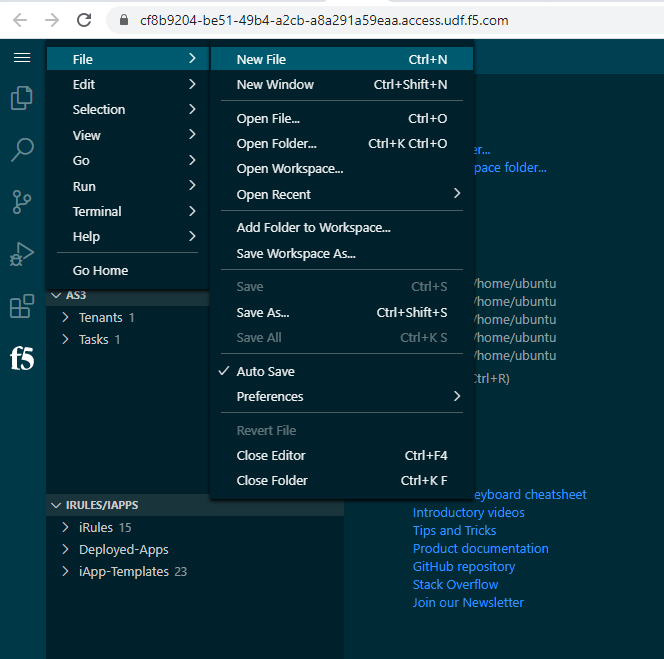 cf8b9204-be51-49b4-a2cb-a8a291a59eaa.access.udf.f5.com
File
Edit
Selection
View
Go
Run
Terminal
Help
Go Home
New File Ctrl+N
New Window Ctrl+Shift+N
Open File... Ctrl+O
Open Folder... Ctrl+K Ctrl+O
Open Workspace...
Open Recent
Add Folder to Workspace...
Save Workspace As...
Save Ctrl+S
Save As... Ctrl+Shift+S
Save All Ctrl+K S
Auto Save
Preferences
Revert File
Close Editor Ctrl+F4
Close Folder Ctrl+K F
f5
AS3
Tenants 1
Tasks 1
IRULES/IAPPS
iRules 15
Deployed-Apps
iApp-Templates 23
er...
pace folder...
/home/ubuntu
/home/ubuntu
/home/ubuntu
/home/ubuntu
/home/ubuntu
Ctrl+R)
eyboard cheatsheet
Introductory videos
Tips and Tricks
Product documentation
GitHub repository
Stack Overflow
Join our Newsletter